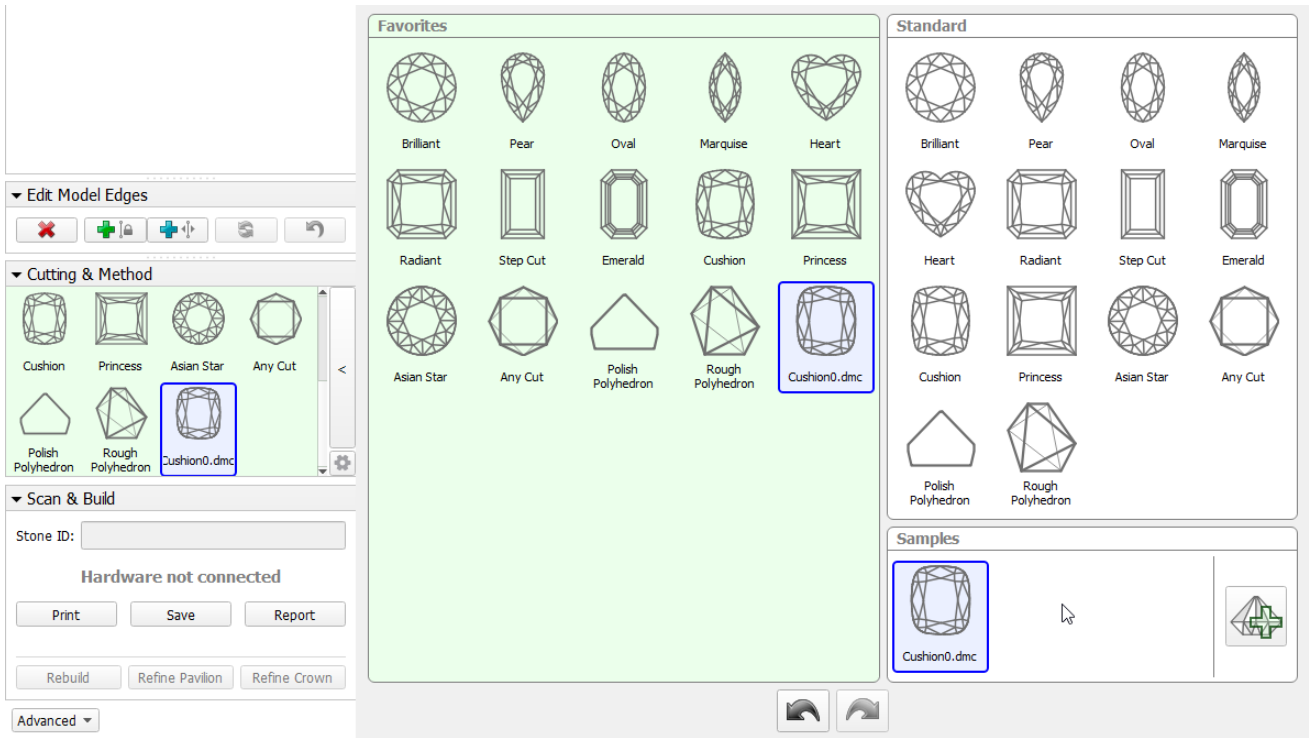 Edit Model Edges
Cutting & Method
Cushion Princess Asian Star Any Cut
<
Polish Polyhedron Rough Polyhedron Cushion0.dmc
Scan & Build
Stone ID:
Hardware not connected
Print Save Report
Rebuild Refine Pavilion Refine Crown
Advanced
Favorites
Brilliant Pear Oval Marquise Heart
Radiant Step Cut Emerald Cushion Princess
Asian Star Any Cut Polish Polyhedron Rough Polyhedron Cushion0.dmc
Standard
Brilliant Pear Oval Marquise
Heart Radiant Step Cut Emerald
Cushion Princess Asian Star Any Cut
Polish Polyhedron Rough Polyhedron
Samples
Cushion0.dmc